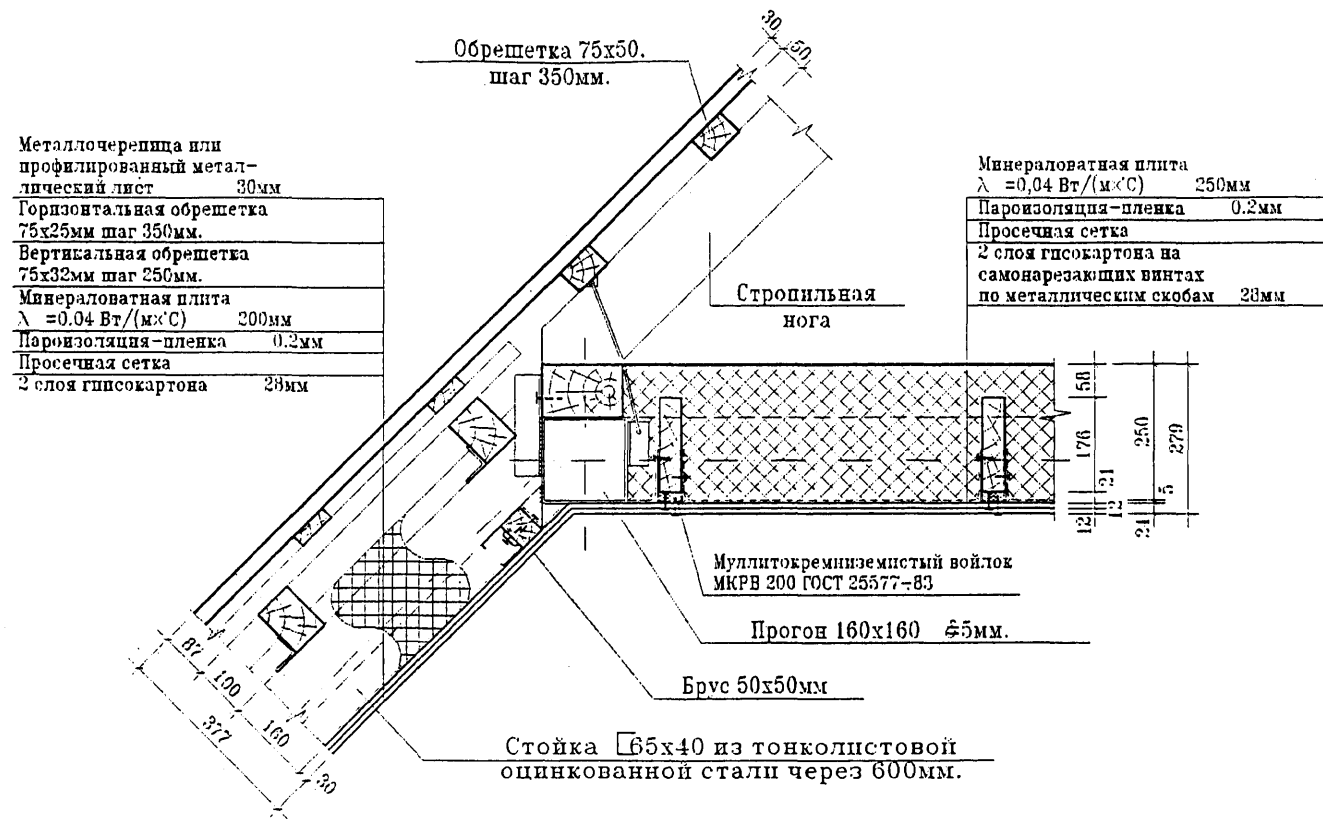 30
50
Обрешетка 75х50.
шаг 350мм.
Металлочерепица или
профилированный метал-
лический лист 30мм
Горизонтальная обрешетка
75х25мм шаг 350мм.
Вертикальная обрешетка
75х32мм шаг 250мм.
Минераловатная плита
λ =0.04 Вт/(м×°С) 200мм
Пароизоляция-пленка 0.2мм
Просечная сетка
2 слоя гипсокартона 28мм
Минераловатная плита
λ =0,04 Вт/(м×°С) 250мм
Пароизоляция-пленка 0.2мм
Просечная сетка
2 слоя гпсокартона на
самонарезающих винтах
по металлическим скобам 28мм
Стропильная
нога
58
176
21
12
12
250
5
21
279
Муллитокремниземистый войлок
МКРВ 200 ГОСТ 25577-83
Прогон 160х160 5мм.
Брус 50х50мм
Стойка 65х40 из тонколистовой
оцинкованной стали через 600мм.
87
100
160
30
377